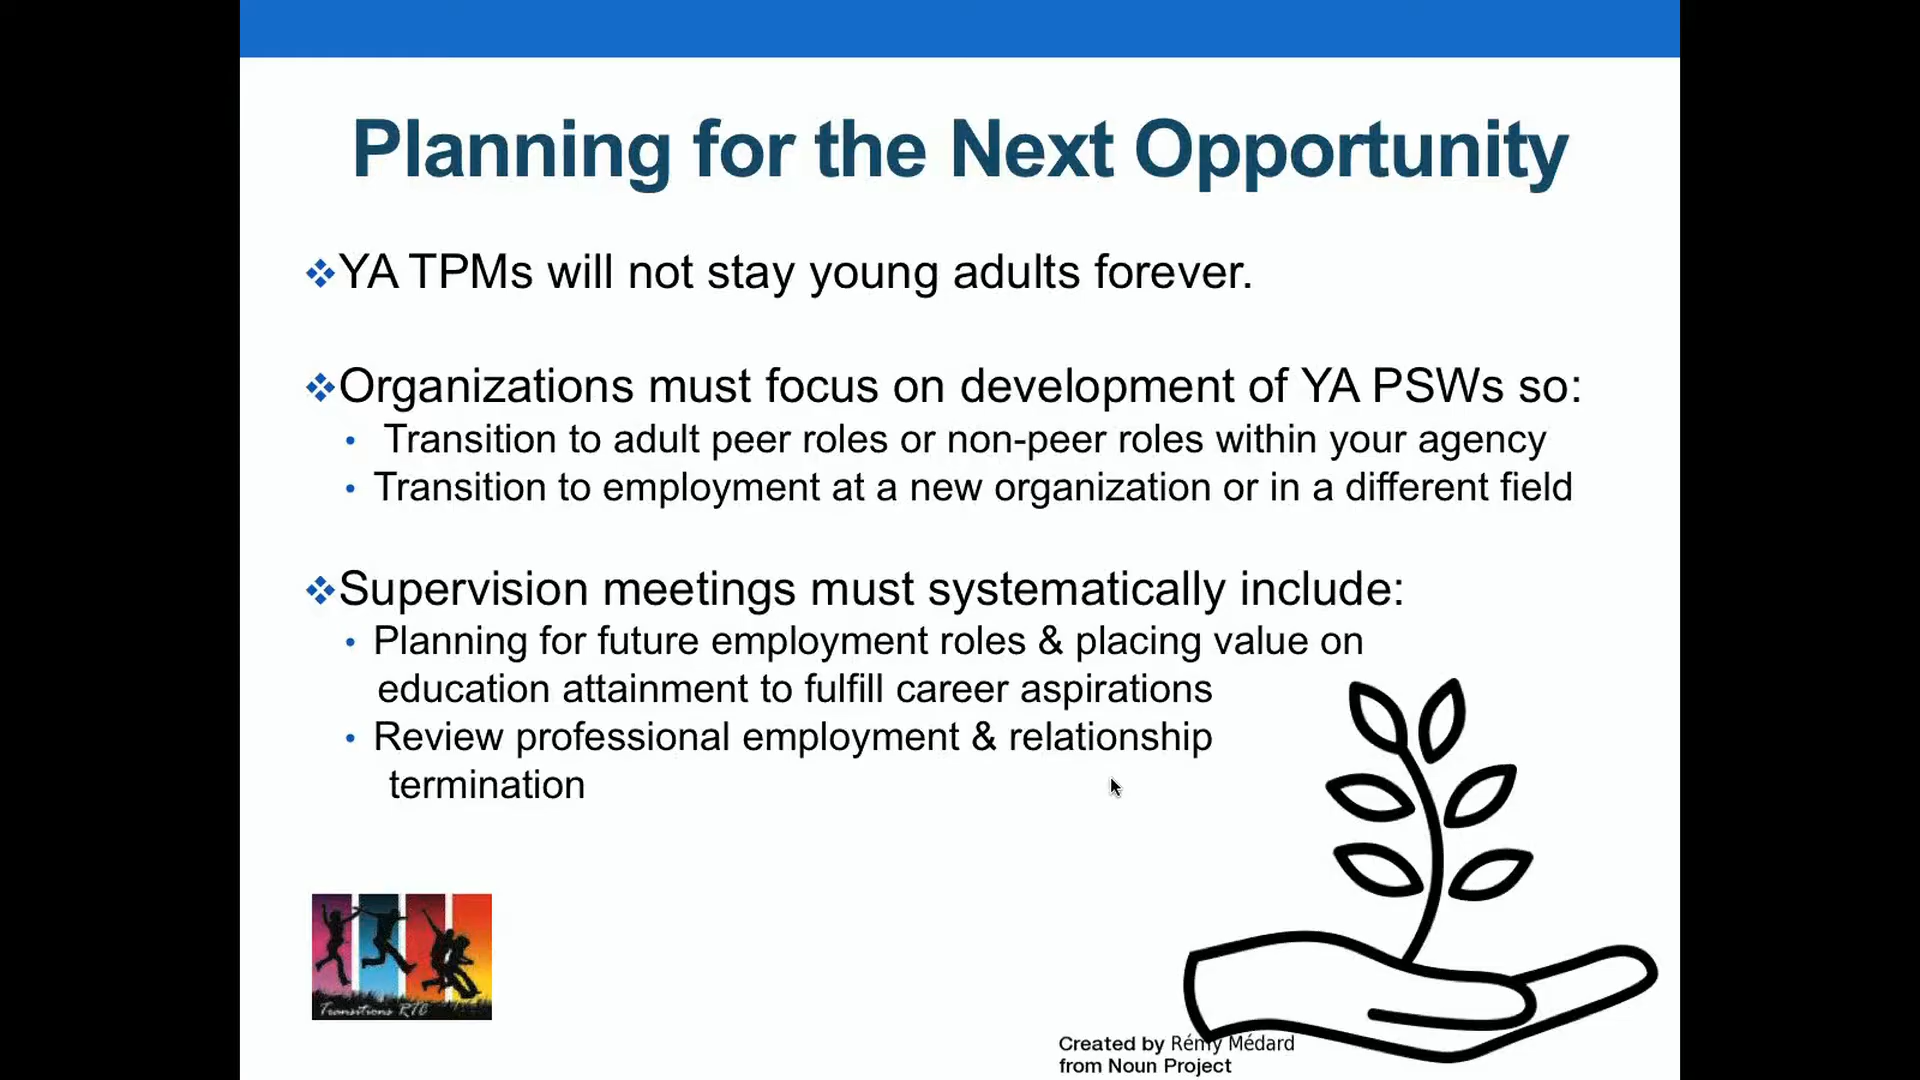 Planning for the Next Opportunity
❖YA TPMs will not stay young adults forever.
❖Organizations must focus on development of YA PSWs so:
• Transition to adult peer roles or non-peer roles within your agency
• Transition to employment at a new organization or in a different field
❖Supervision meetings must systematically include:
• Planning for future employment roles & placing value on
education attainment to fulfill career aspirations
• Review professional employment & relationship
termination
Transitions RTC
Created by Rémy Médard
from Noun Project